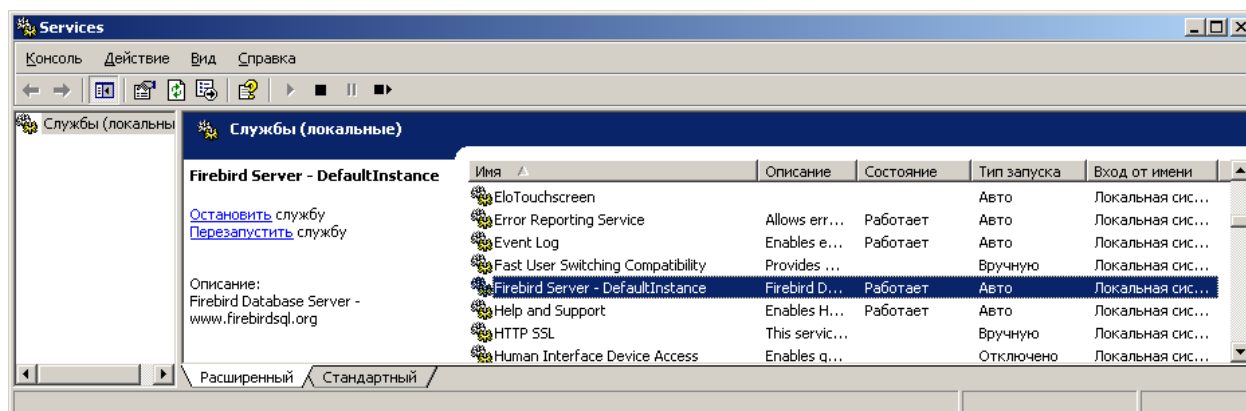 Services
Консоль Действие Вид Справка
Службы (локальны
Службы (локальные)
Firebird Server - DefaultInstance
Остановить службу
Перезапустить службу
Описание:
Firebird Database Server -
www.firebirdsql.org
Имя Описание Состояние Тип запуска Вход от имени
EloTouchscreen Авто Локальная сис...
Error Reporting Service Allows err... Работает Авто Локальная сис...
Event Log Enables e... Работает Авто Локальная сис...
Fast User Switching Compatibility Provides ... Вручную Локальная сис...
Firebird Server - DefaultInstance Firebird D... Работает Авто Локальная сис...
Help and Support Enables H... Работает Авто Локальная сис...
HTTP SSL This servic... Вручную Локальная сис...
Human Interface Device Access Enables g... Отключено Локальная сис...
Расширенный Стандартный